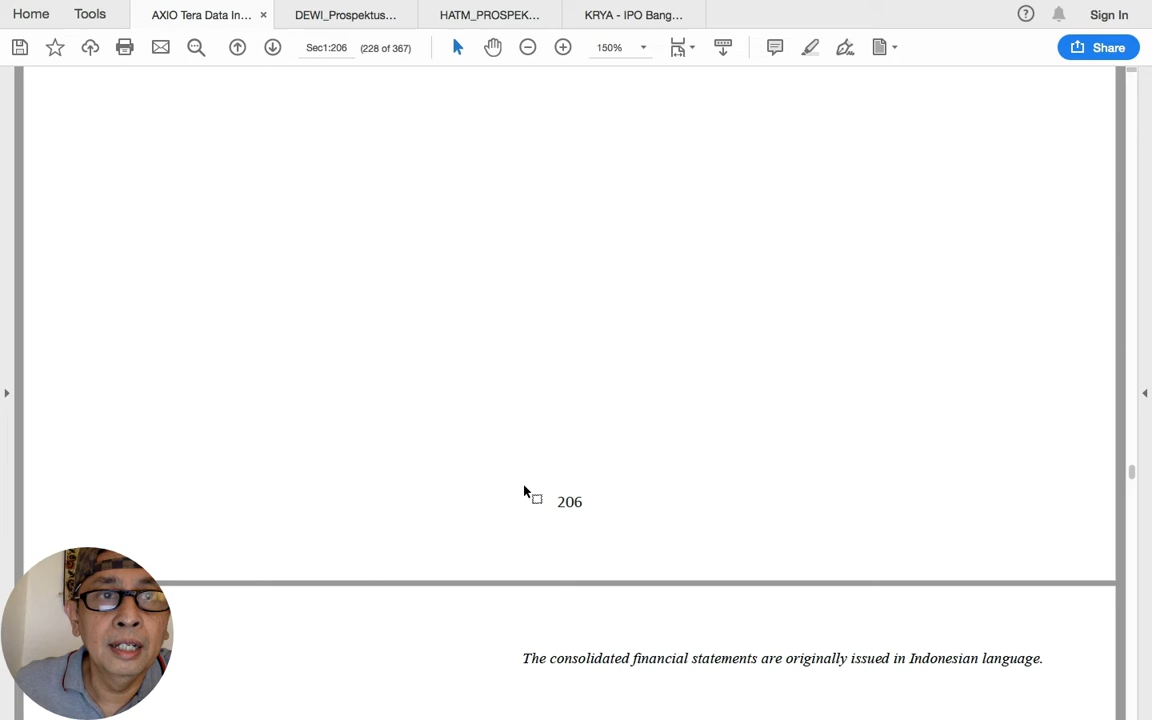 Home Tools AXIO Tera Data In... × DEWI_Prospektus... HATM_PROSPEK... KRYA - IPO Bang... ? Sign In
Sec1:206 (228 of 367) 150% Share
206
The consolidated financial statements are originally issued in Indonesian language.